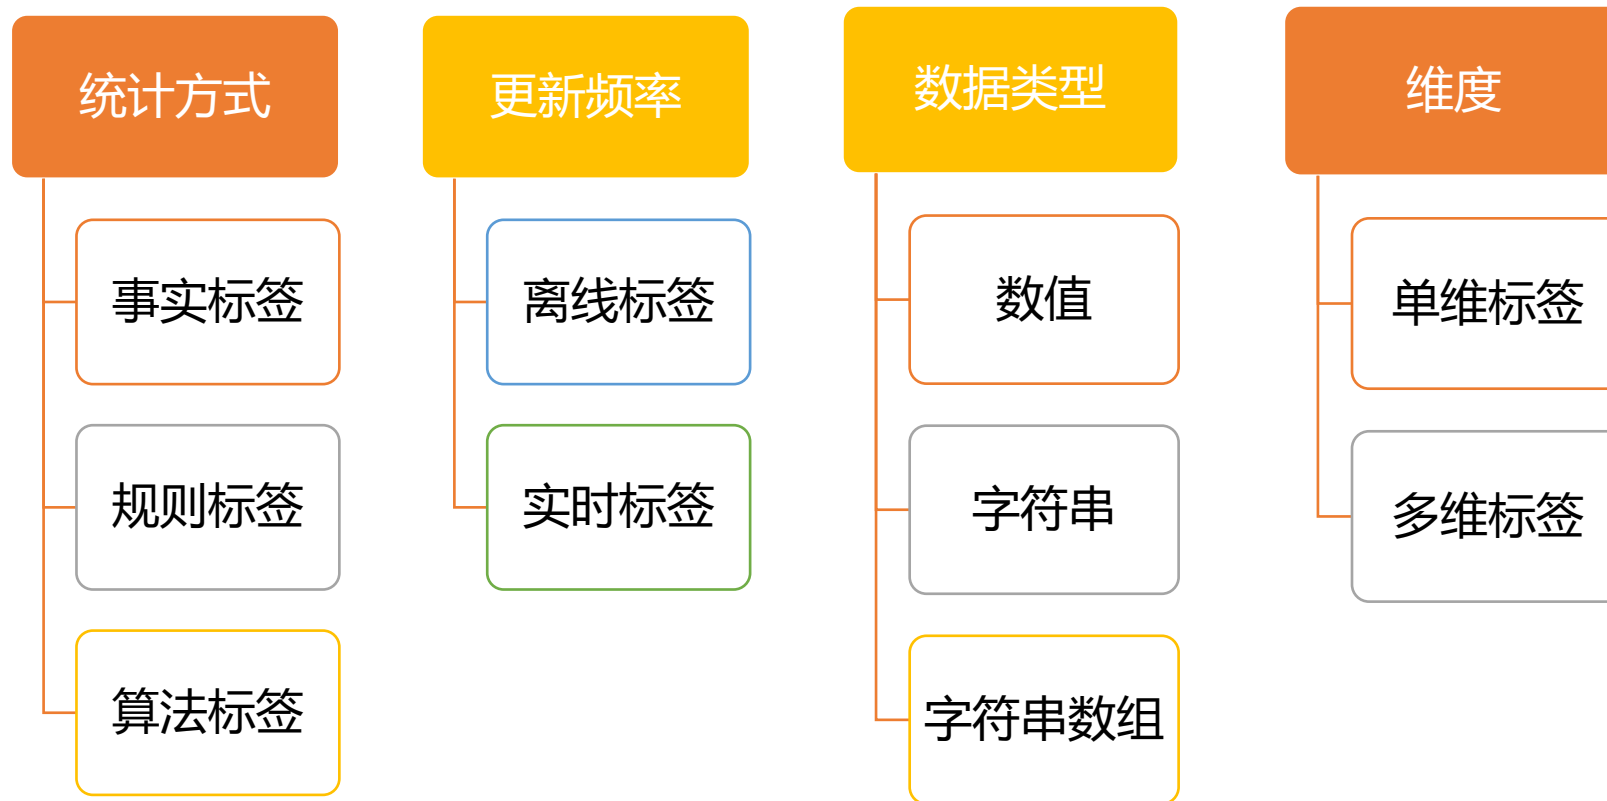 统计方式
事实标签
规则标签
算法标签
更新频率
离线标签
实时标签
数据类型
数值
字符串
字符串数组
维度
单维标签
多维标签